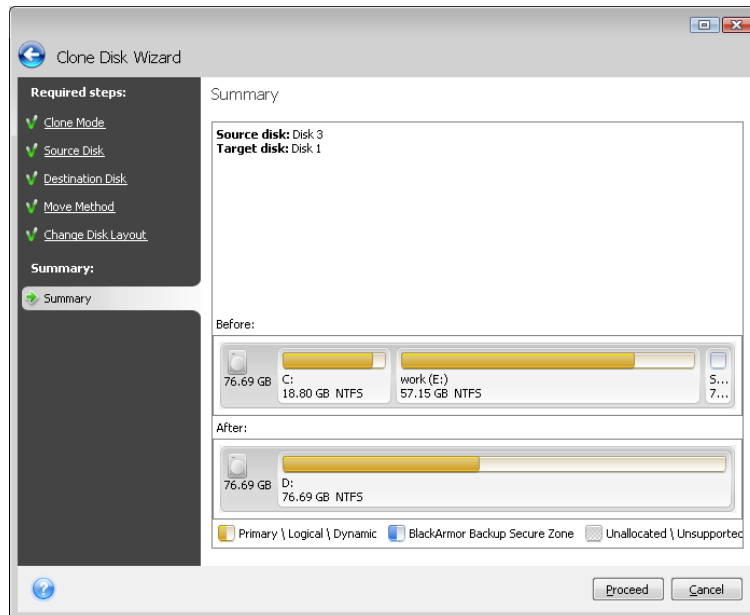 Clone Disk Wizard
Required steps:
Clone Mode
Source Disk
Destination Disk
Move Method
Change Disk Layout
Summary:
Summary
Summary
Source disk: Disk 3
Target disk: Disk 1
Before:
76.69 GB
C:
18.80 GB NTFS
work (E:)
57.15 GB NTFS
S...
7...
After:
76.69 GB
D:
76.69 GB NTFS
Primary \ Logical \ Dynamic
BlackArmor Backup Secure Zone
Unallocated \ Unsupported
Proceed
Cancel